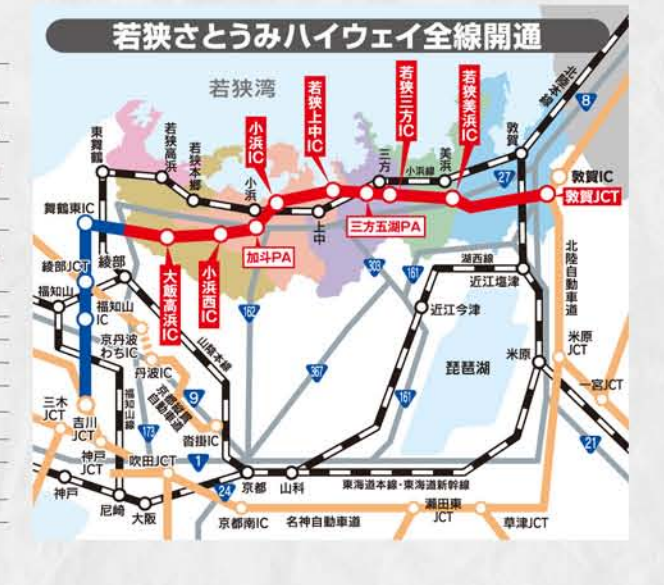 若狭さとうみハイウェイ全線開通
若狭湾
北陸本線
8
東舞鶴
若狭高浜
若狭本郷
小浜IC
若狭上中IC
若狭三方IC
若狭美浜IC
敦賀
三方
小浜線
美浜
27
敦賀IC
敦賀JCT
小浜
上中
三方五湖PA
加斗PA
舞鶴東IC
大飯高浜IC
小浜西IC
綾部JCT
綾部
福知山
福知山IC
303
161
湖西線
近江塩津
北陸自動車道
162
近江今津
京丹波わちIC
山陰本線
丹波IC
367
琵琶湖
米原
米原JCT
9
京都縦貫自動車道
161
一宮JCT
三木JCT
吉川JCT
福知山線
173
沓掛IC
21
神戸JCT
吹田JCT
1
神戸
尼崎
大阪
24
京都
山科
東海道本線・東海道新幹線
京都南IC
名神自動車道
瀬田東JCT
草津JCT